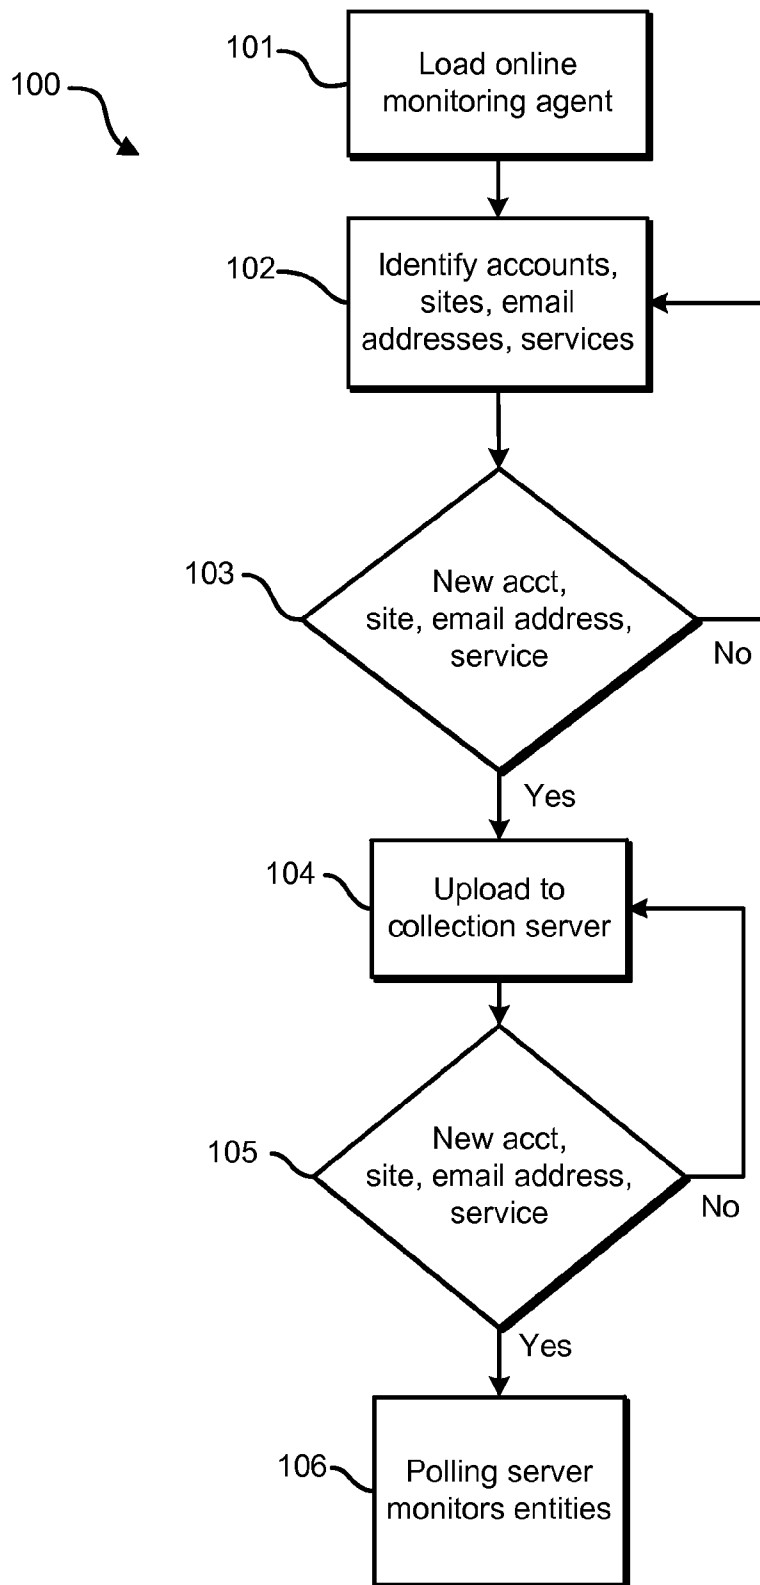 101
Load online
monitoring agent
100
102
Identify accounts,
sites, email
addresses, services
103
New acct,
site, email address,
service
No
Yes
104
Upload to
collection server
105
New acct,
site, email address,
service
No
Yes
106
Polling server
monitors entities